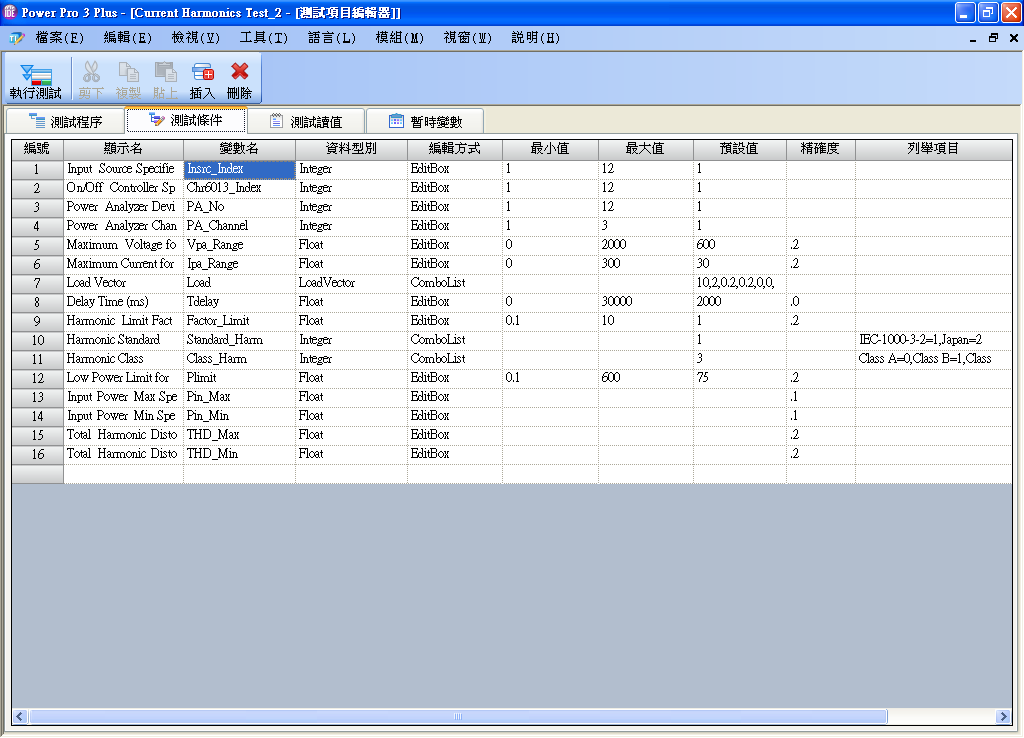 Power Pro 3 Plus - [Current Harmonics Test_2 - [測試項目編輯器]]
檔案(F) 編輯(E) 檢視(V) 工具(T) 語言(L) 模組(M) 視窗(W) 說明(H)
執行測試 剪下 複製 貼上 插入 刪除
測試程序 測試條件 測試讀值 暫時變數
編號 顯示名 變數名 資料型別 編輯方式 最小值 最大值 預設值 精確度 列舉項目
1 Input Source Specifie Insrc_Index Integer EditBox 1 12 1
2 On/Off Controller Sp Chr6013_Index Integer EditBox 1 12 1
3 Power Analyzer Devi PA_No Integer EditBox 1 12 1
4 Power Analyzer Chan PA_Channel Integer EditBox 1 3 1
5 Maximum Voltage fo Vpa_Range Float EditBox 0 2000 600 .2
6 Maximum Current for Ipa_Range Float EditBox 0 300 30 .2
7 Load Vector Load LoadVector ComboList 10,2,0.2,0.2,0,0,
8 Delay Time (ms) Tdelay Float EditBox 0 30000 2000 .0
9 Harmonic Limit Fact Factor_Limit Float EditBox 0.1 10 1 .2
10 Harmonic Standard Standard_Harm Integer ComboList 1 IEC-1000-3-2=1,Japan=2
11 Harmonic Class Class_Harm Integer ComboList 3 Class A=0,Class B=1,Class
12 Low Power Limit for Plimit Float EditBox 0.1 600 75 .2
13 Input Power Max Spe Pin_Max Float EditBox .1
14 Input Power Min Spe Pin_Min Float EditBox .1
15 Total Harmonic Disto THD_Max Float EditBox .2
16 Total Harmonic Disto THD_Min Float EditBox .2